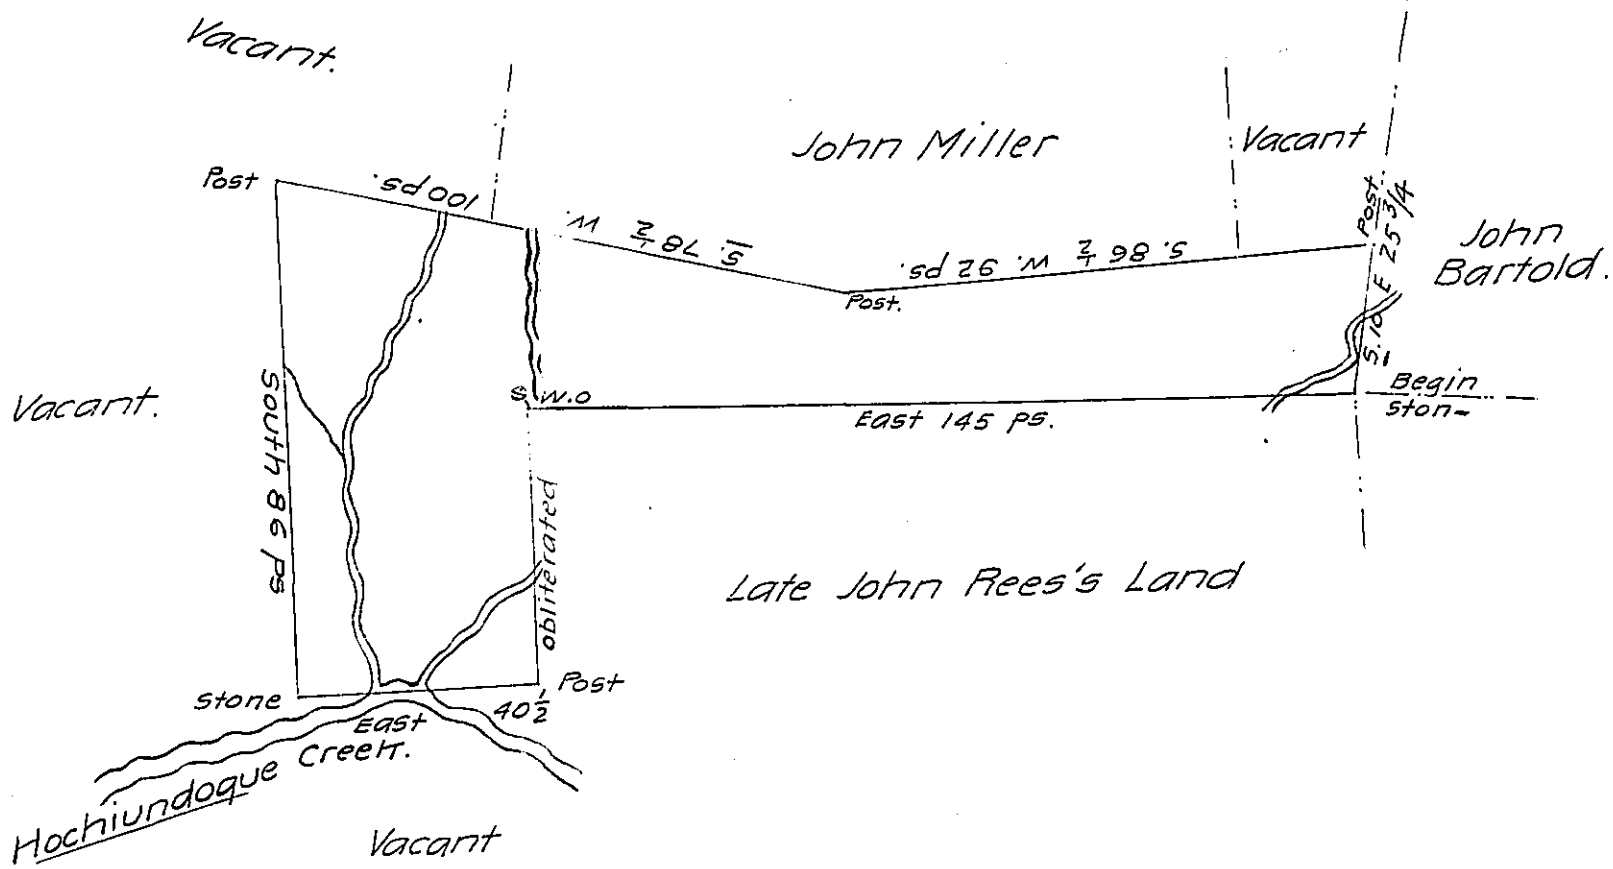 Vacant.
John Miller
Vacant
Post
100 ps.
S. 78 ½ W.
S. 86 ½ W. 92 ps.
Post.
Post
S. 10 E 25 3/4
John
Bartold.
Vacant.
South 86 ps
S. W. O
East 145 ps.
Begin
Ston-
obliterated
Late John Rees's Land
Stone
East
40 ½
Post
Hochiundoque Creek.
Vacant